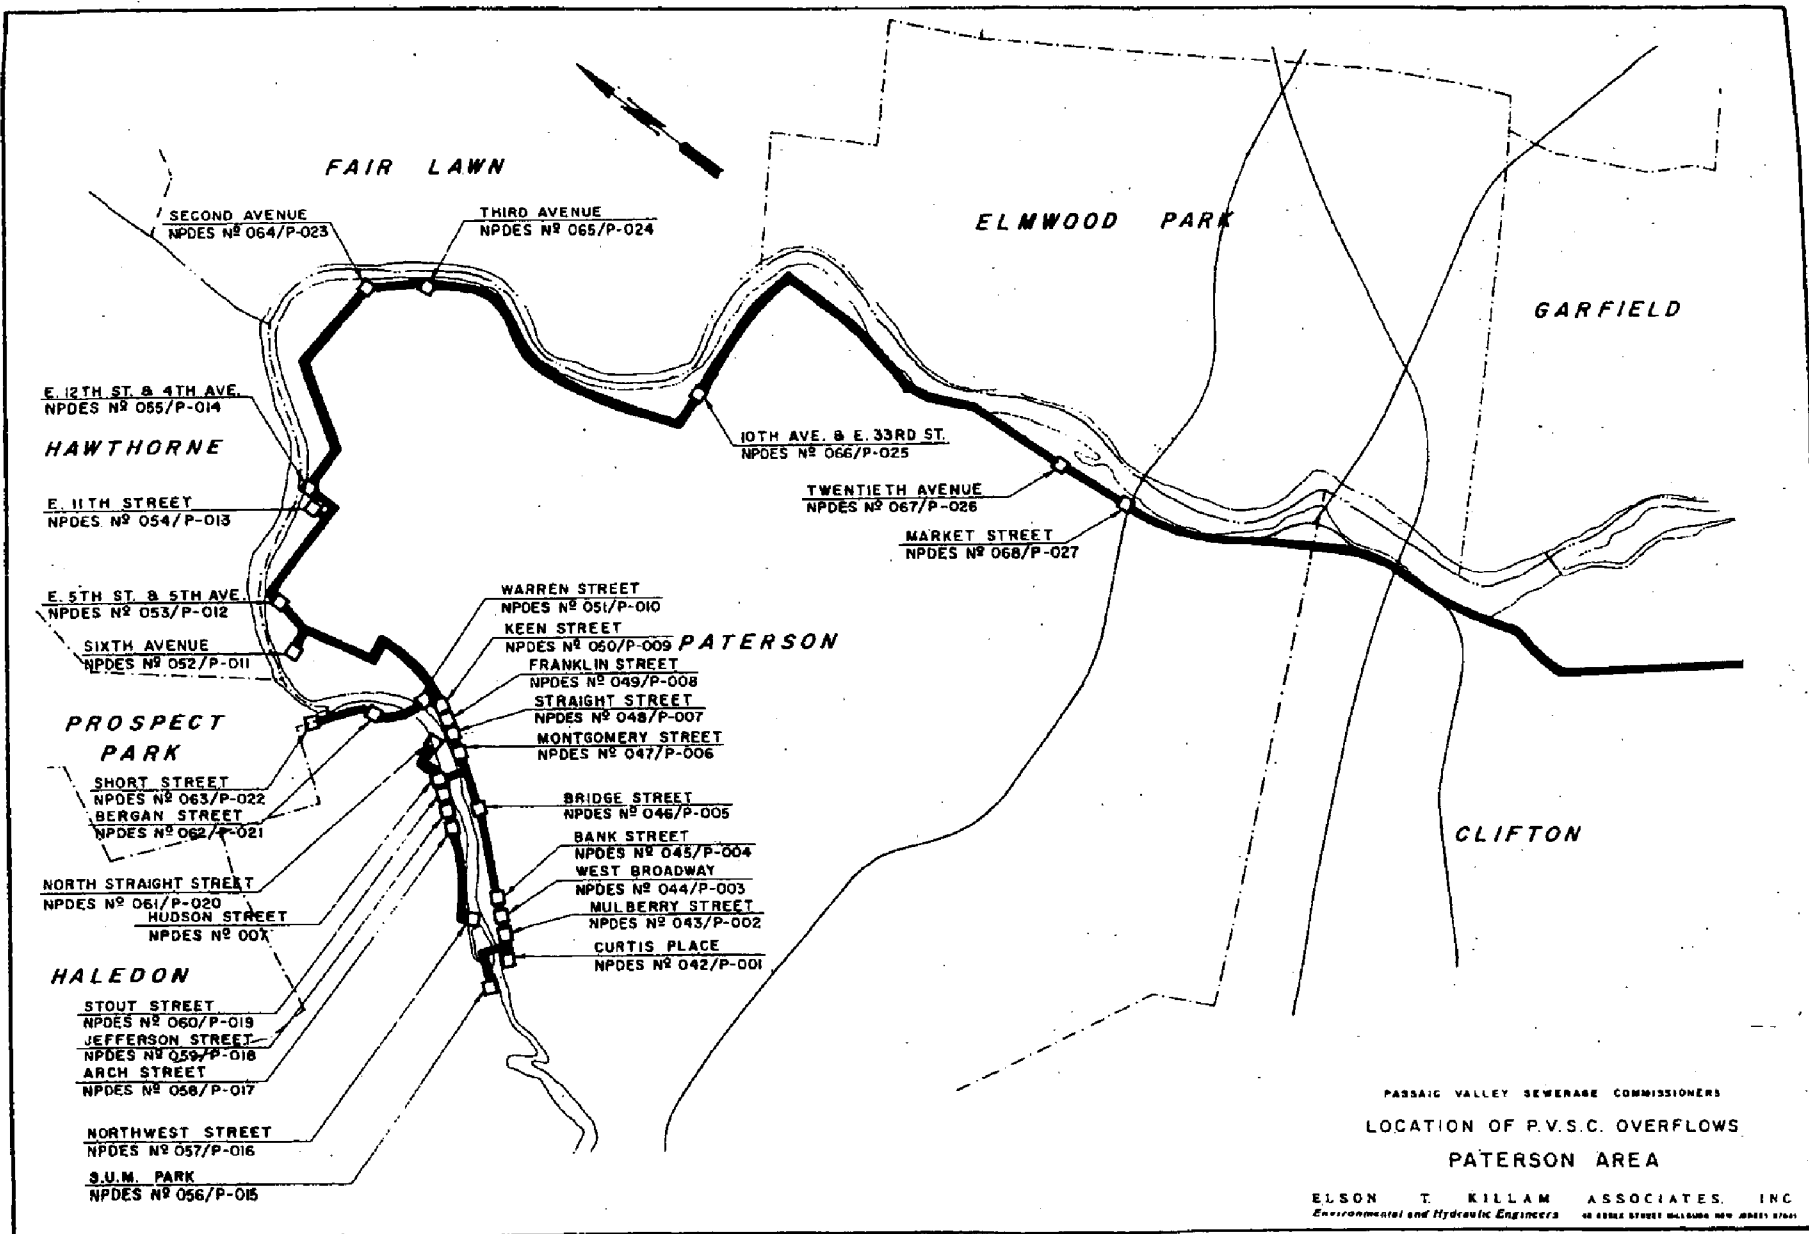 FAIR LAWN
SECOND AVENUE
NPDES Nº 064/P-023
THIRD AVENUE
NPDES Nº 065/P-024
ELMWOOD PARK
GARFIELD
E. 12TH ST. & 4TH AVE.
NPDES Nº 055/P-014
HAWTHORNE
10TH AVE. & E. 33RD ST.
NPDES Nº 066/P-025
E. 11TH STREET
NPDES Nº 054/P-013
TWENTIETH AVENUE
NPDES Nº 067/P-026
MARKET STREET
NPDES Nº 068/P-027
E. 5TH ST. & 5TH AVE.
NPDES Nº 053/P-012
SIXTH AVENUE
NPDES Nº 052/P-011
WARREN STREET
NPDES Nº 051/P-010
KEEN STREET
NPDES Nº 050/P-009
PATERSON
FRANKLIN STREET
NPDES Nº 049/P-008
STRAIGHT STREET
NPDES Nº 048/P-007
MONTGOMERY STREET
NPDES Nº 047/P-006
PROSPECT
PARK
SHORT STREET
NPDES Nº 063/P-022
BERGAN STREET
NPDES Nº 062/P-021
BRIDGE STREET
NPDES Nº 046/P-005
BANK STREET
NPDES Nº 045/P-004
WEST BROADWAY
NPDES Nº 044/P-003
MULBERRY STREET
NPDES Nº 043/P-002
CURTIS PLACE
NPDES Nº 042/P-001
CLIFTON
NORTH STRAIGHT STREET
NPDES Nº 061/P-020
HUDSON STREET
NPDES Nº 007
HALEDON
STOUT STREET
NPDES Nº 060/P-019
JEFFERSON STREET
NPDES Nº 059/P-018
ARCH STREET
NPDES Nº 058/P-017
NORTHWEST STREET
NPDES Nº 057/P-016
S.U.M. PARK
NPDES Nº 056/P-015
PASSAIC VALLEY SEWERAGE COMMISSIONERS
LOCATION OF P.V.S.C. OVERFLOWS
PATERSON AREA
ELSON T. KILLAM ASSOCIATES, INC
Environmental and Hydraulic Engineers